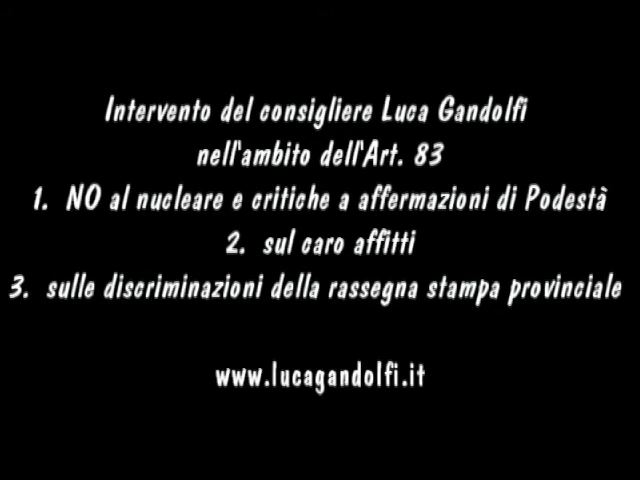 Intervento del consigliere Luca Gandolfi
nell'ambito dell'Art. 83
1. NO al nucleare e critiche a affermazioni di Podestà
2. sul caro affitti
3. sulle discriminazioni della rassegna stampa provinciale
www.lucagandolfi.it